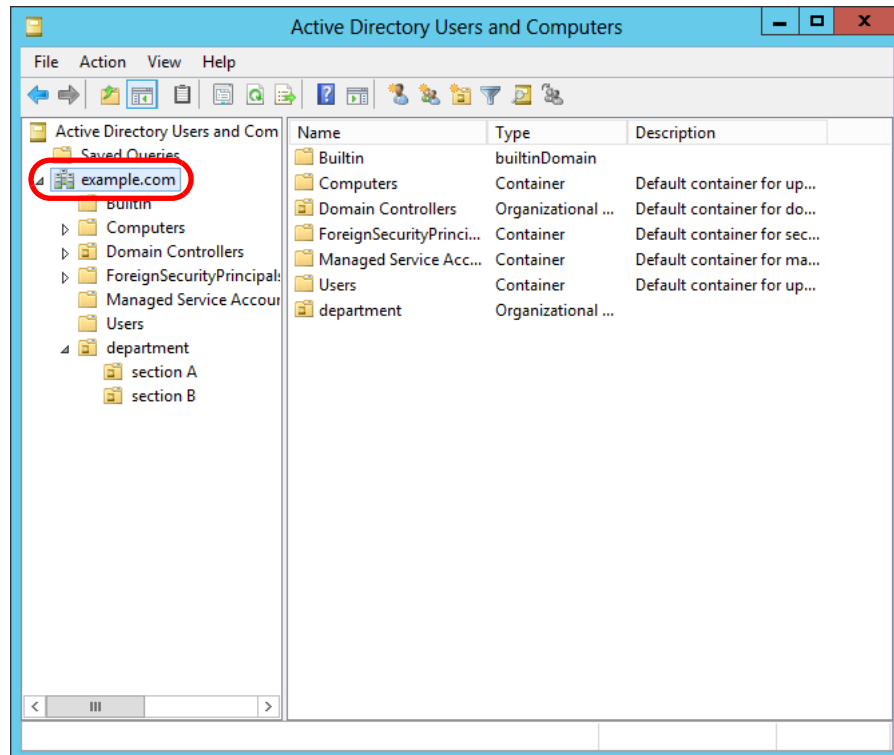 Active Directory Users and Computers
File Action View Help
Active Directory Users and Com
Saved Queries
example.com
Builtin
Computers
Domain Controllers
ForeignSecurityPrincipals
Managed Service Accour
Users
department
section A
section B
Name Type Description
Builtin builtinDomain
Computers Container Default container for up...
Domain Controllers Organizational ... Default container for do...
ForeignSecurityPrinci... Container Default container for sec...
Managed Service Acc... Container Default container for ma...
Users Container Default container for up...
department Organizational ...